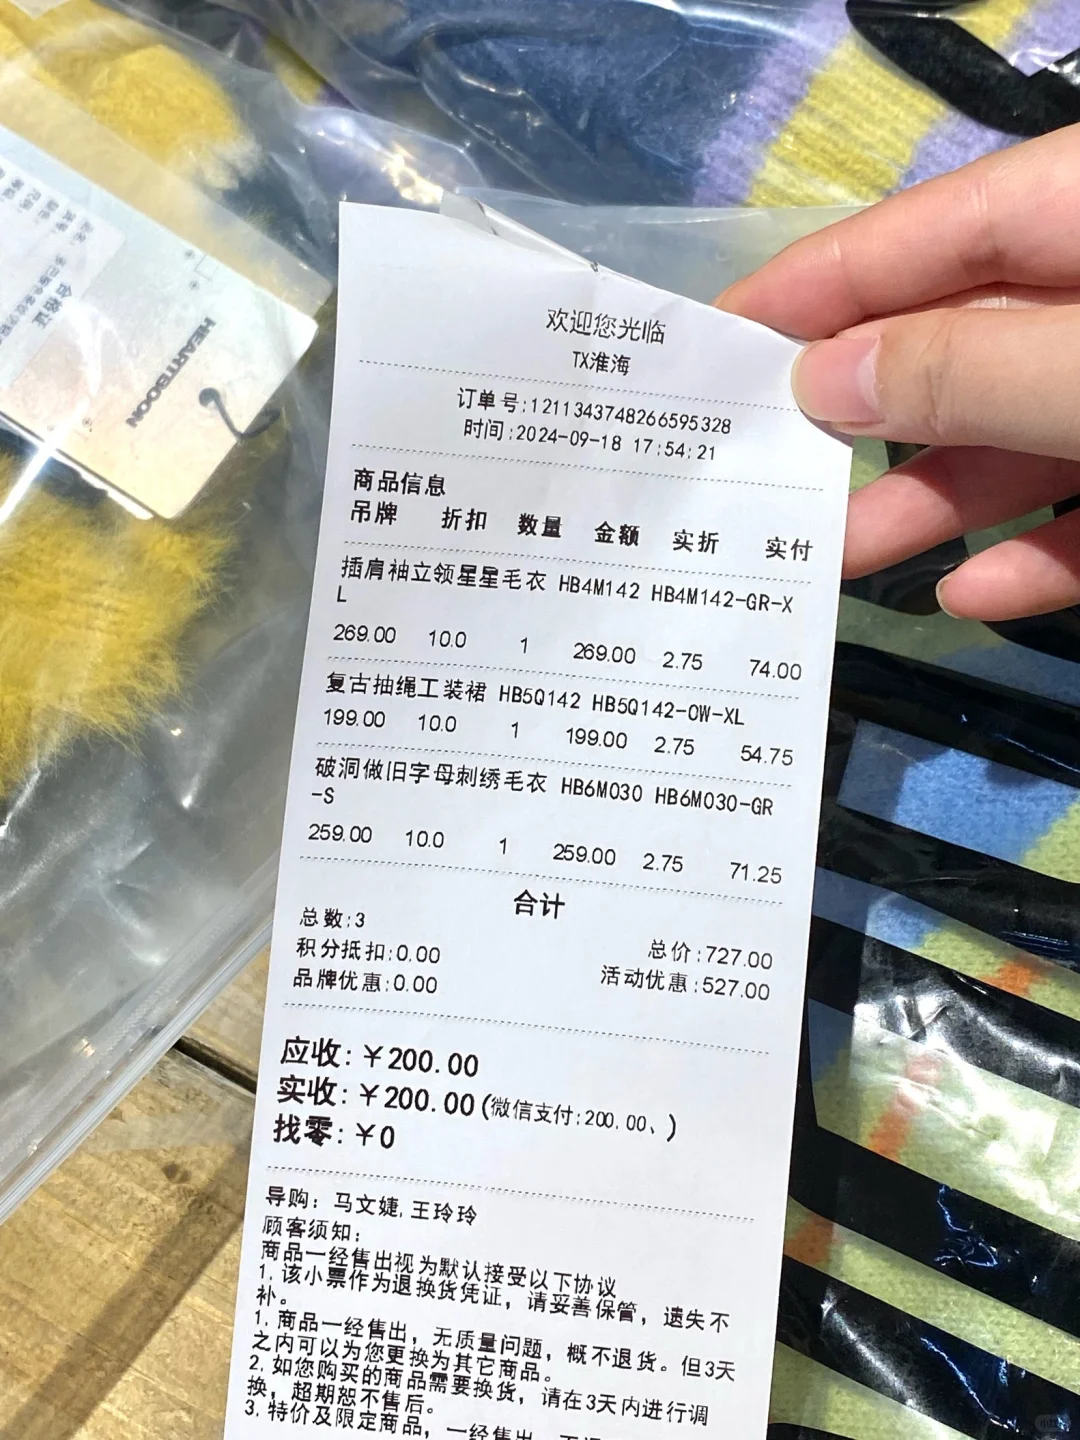 HEARTBOON
合格证
欢迎您光临
TX淮海
订单号:1211343748266595328
时间:2024-09-18 17:54:21
商品信息
吊牌 折扣 数量 金额 实折 实付
插肩袖立领星星毛衣 HB4M142 HB4M142-GR-X
L
269.00 10.0 1 269.00 2.75 74.00
复古抽绳工装裙 HB5Q142 HB5Q142-OW-XL
199.00 10.0 1 199.00 2.75 54.75
破洞做旧字母刺绣毛衣 HB6M030 HB6M030-GR
-S
259.00 10.0 1 259.00 2.75 71.25
合计
总数:3
总价:727.00
积分抵扣:0.00
活动优惠:527.00
品牌优惠:0.00
应收:￥200.00
实收:￥200.00(微信支付:200.00、)
找零:￥0
导购: 马文婕,王玲玲
顾客须知:
商品一经售出视为默认接受以下协议
1.该小票作为退换货凭证，请妥善保管，遗失不
补。
1.商品一经售出，无质量问题，概不退货。但3天
之内可以为您更换为其它商品。
2.如您购买的商品需要换货，请在3天内进行调
换，超期恕不售后。
3.特价及限定商品，一经售出